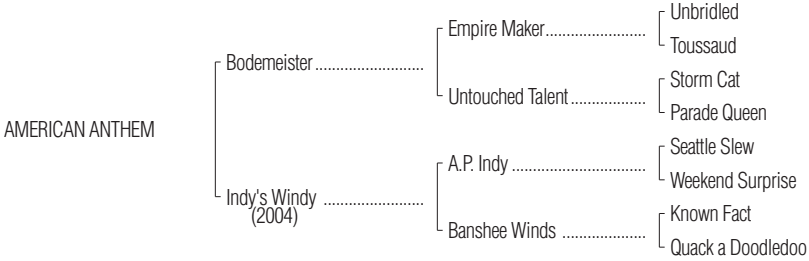 Unbridled
Empire Maker
Toussaud
Bodemeister
Storm Cat
Untouched Talent
Parade Queen
AMERICAN ANTHEM
Seattle Slew
A.P. Indy
Weekend Surprise
Indy's Windy
(2004)
Known Fact
Banshee Winds
Quack a Doodledoo